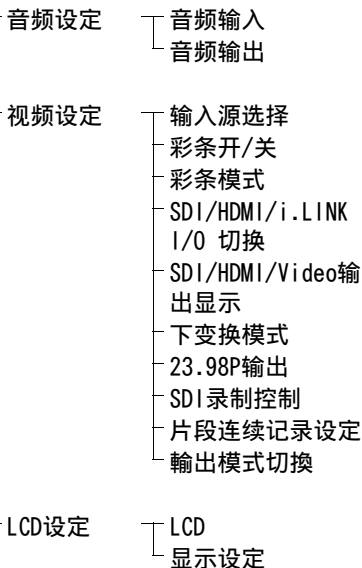 音频设定 音频输入
音频输出
视频设定 输入源选择
彩条开/关
彩条模式
SDI/HDMI/i.LINK
I/O 切换
SDI/HDMI/Video输
出显示
下变换模式
23.98P输出
SDI录制控制
片段连续记录设定
輸出模式切換
LCD设定 LCD
显示设定